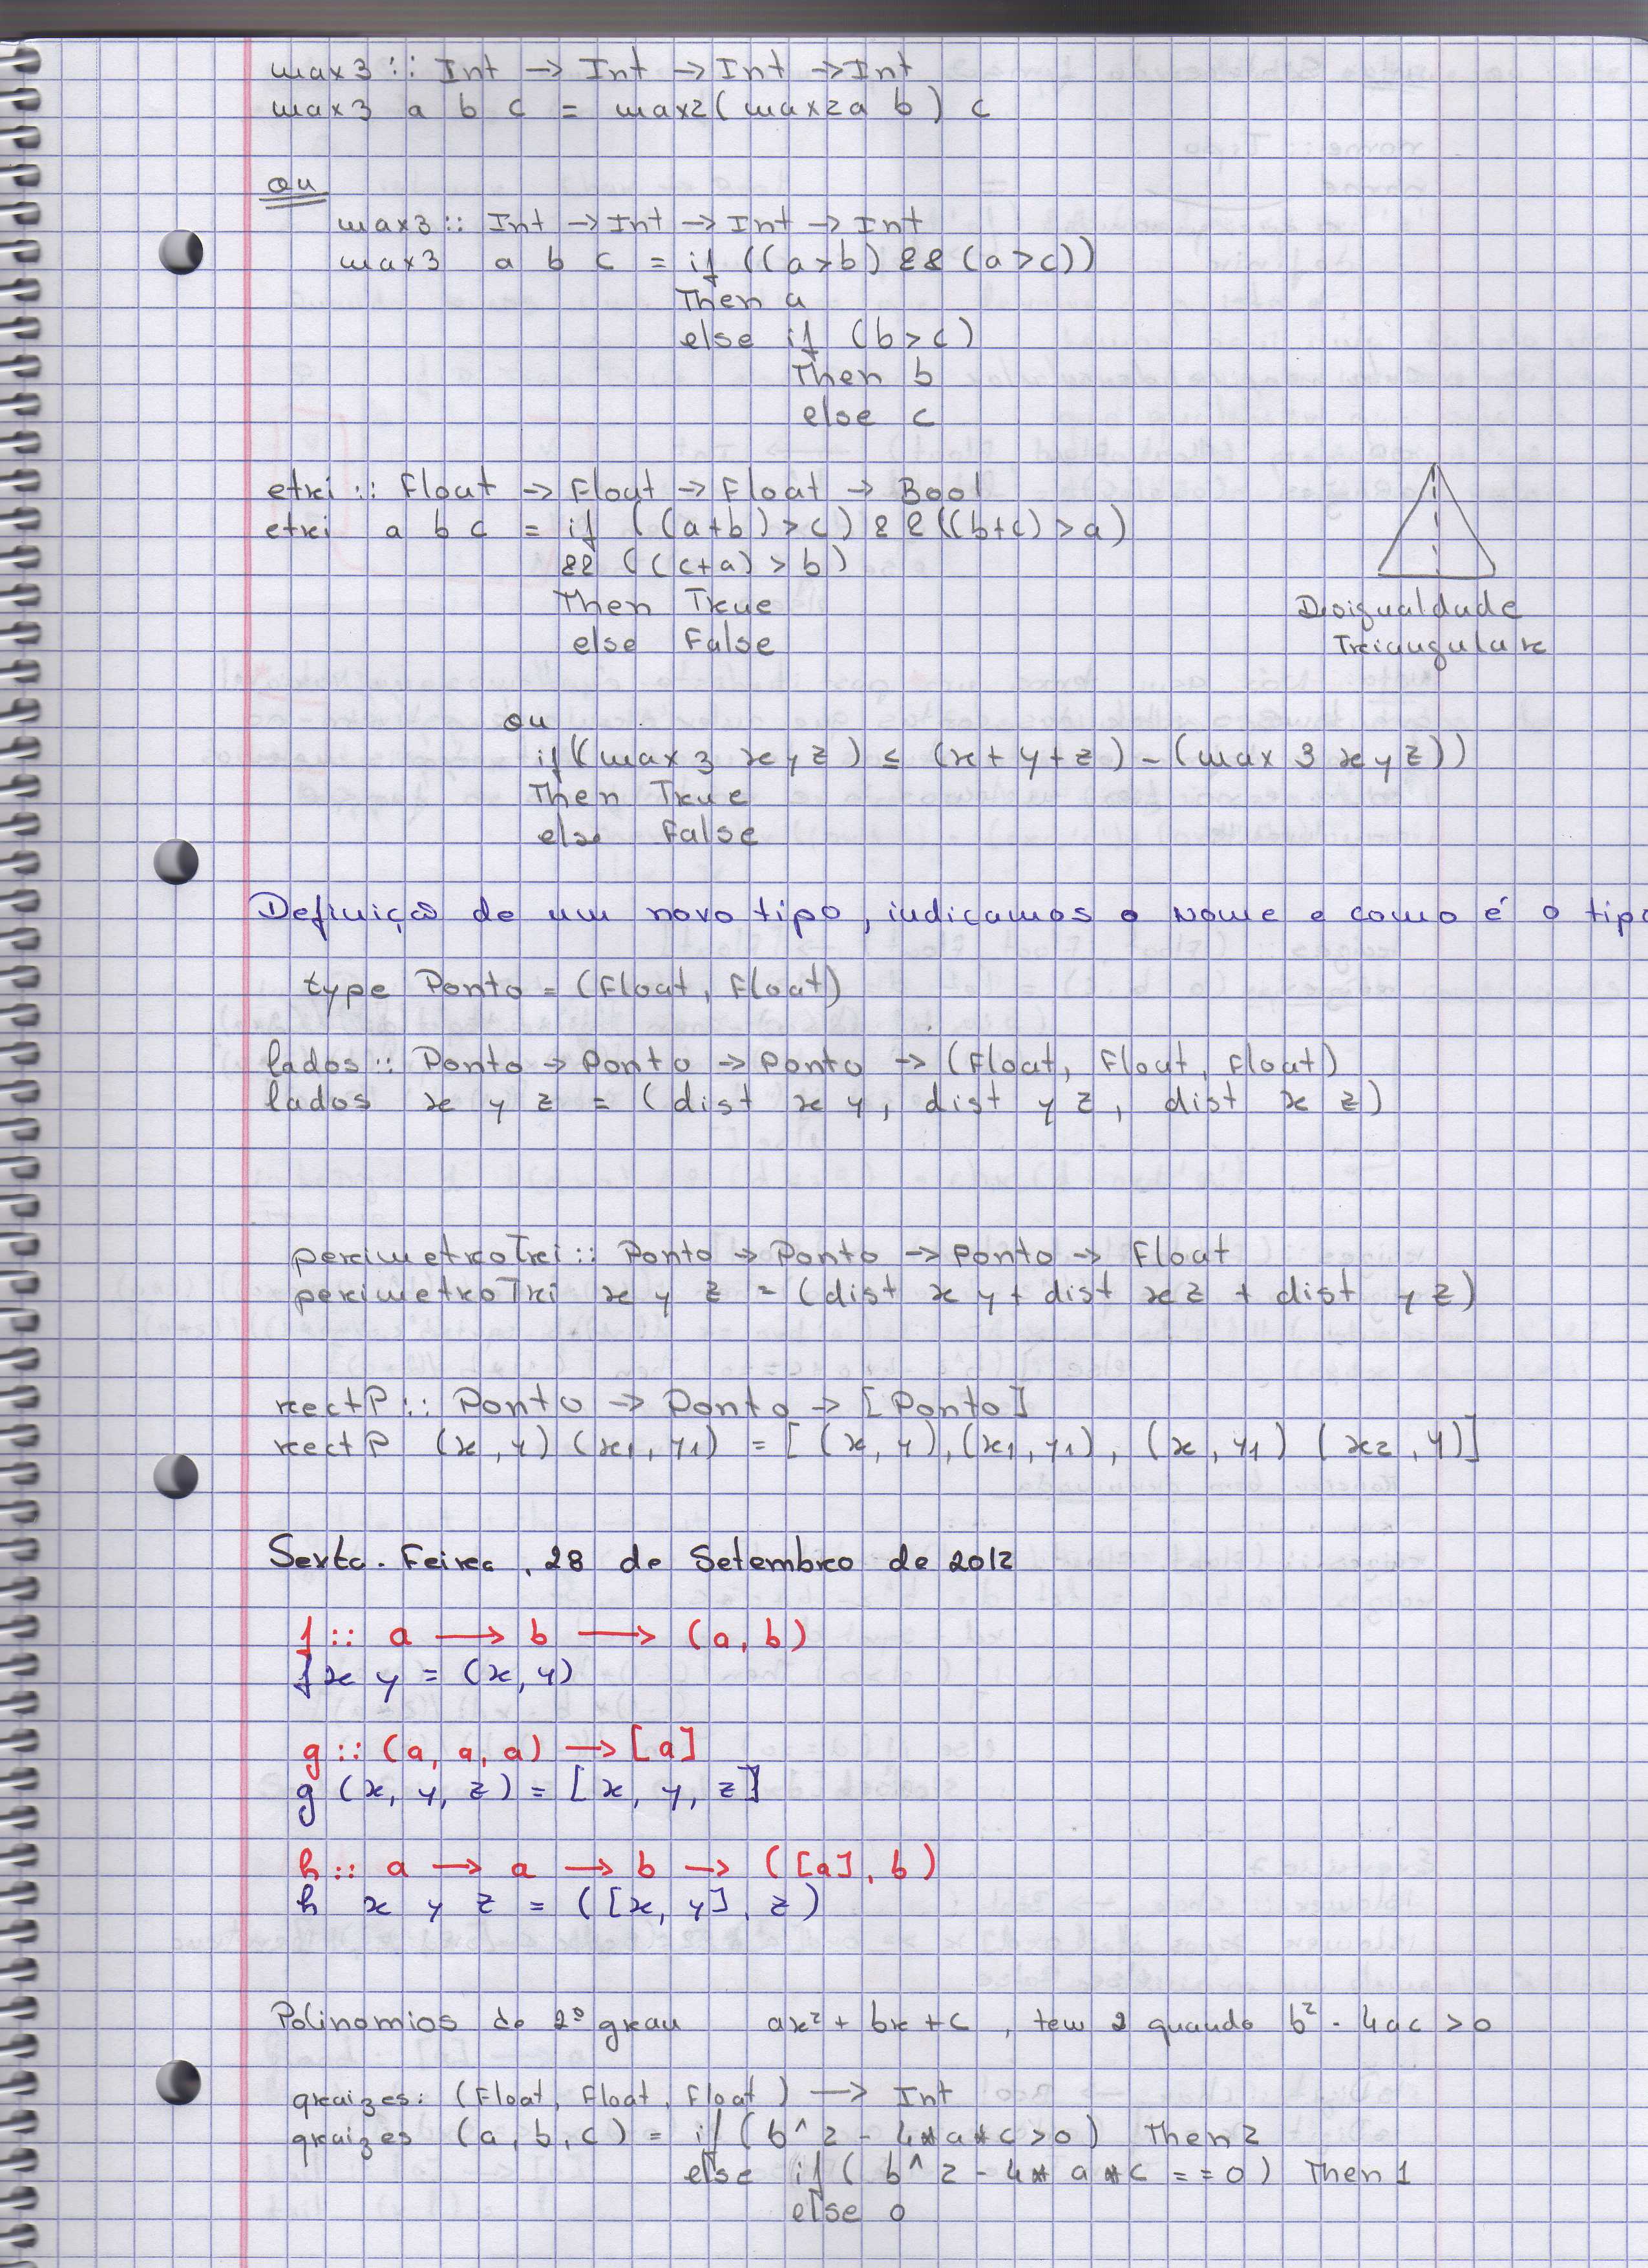 max3 :: Int -> Int -> Int -> Int
max3 a b c = max2 ( max2 a b ) c
ou
max3 :: Int -> Int -> Int -> Int
max3 a b c = if ((a>b) && (a>c))
Then a
else if (b>c)
Then b
else c
etri :: Float -> Float -> Float -> Bool
etri a b c = if ((a+b) > c) && ((b+c) > a)
&& ((c+a) > b)
Then True
else False
Desigualdade
Triangular
ou
if ((max 3 x y z) ≤ (x + y + z) - (max 3 x y z))
Then True
else False
Definição de um novo tipo, indicamos o nome e como é o tipo
type Ponto = (Float, Float)
lados :: Ponto -> Ponto -> Ponto -> (Float, Float, Float)
lados x y z = (dist x y, dist y z, dist x z)
perimetroTri :: Ponto -> Ponto -> Ponto -> Float
perimetroTri x y z = (dist x y + dist x z + dist y z)
rectP :: Ponto -> Ponto -> [Ponto]
rectP (x, y) (x1, y1) = [(x, y), (x1, y1), (x, y1) (x2, y)]
Sexta-Feira, 28 de Setembro de 2012
f :: a -> b -> (a, b)
f x y = (x, y)
g :: (a, a, a) -> [a]
g (x, y, z) = [x, y, z]
h :: a -> a -> b -> ([a], b)
h x y z = ([x, y], z)
Polinomios do 2º grau ax² + bx + c , tem 2 quando b² - 4ac > 0
qraizes: (Float, Float, Float) -> Int
qraizes (a, b, c) = if (b^2 - 4*a*c > 0) Then 2
else if (b^2 - 4*a*c == 0) Then 1
else 0